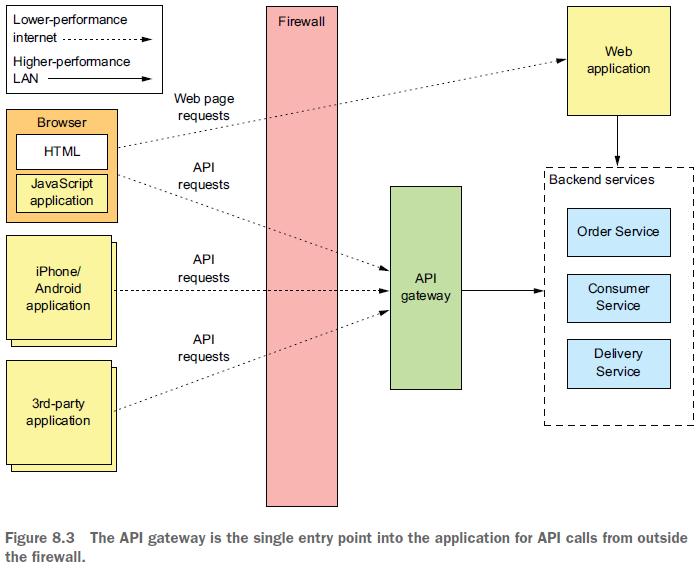 Lower-performance
internet
Higher-performance
LAN
Firewall
Web
application
Browser
HTML
JavaScript
application
Web page
requests
API
requests
Backend services
Order Service
Consumer
Service
Delivery
Service
API
gateway
iPhone/
Android
application
API
requests
3rd-party
application
API
requests
Figure 8.3 The API gateway is the single entry point into the application for API calls from outside
the firewall.